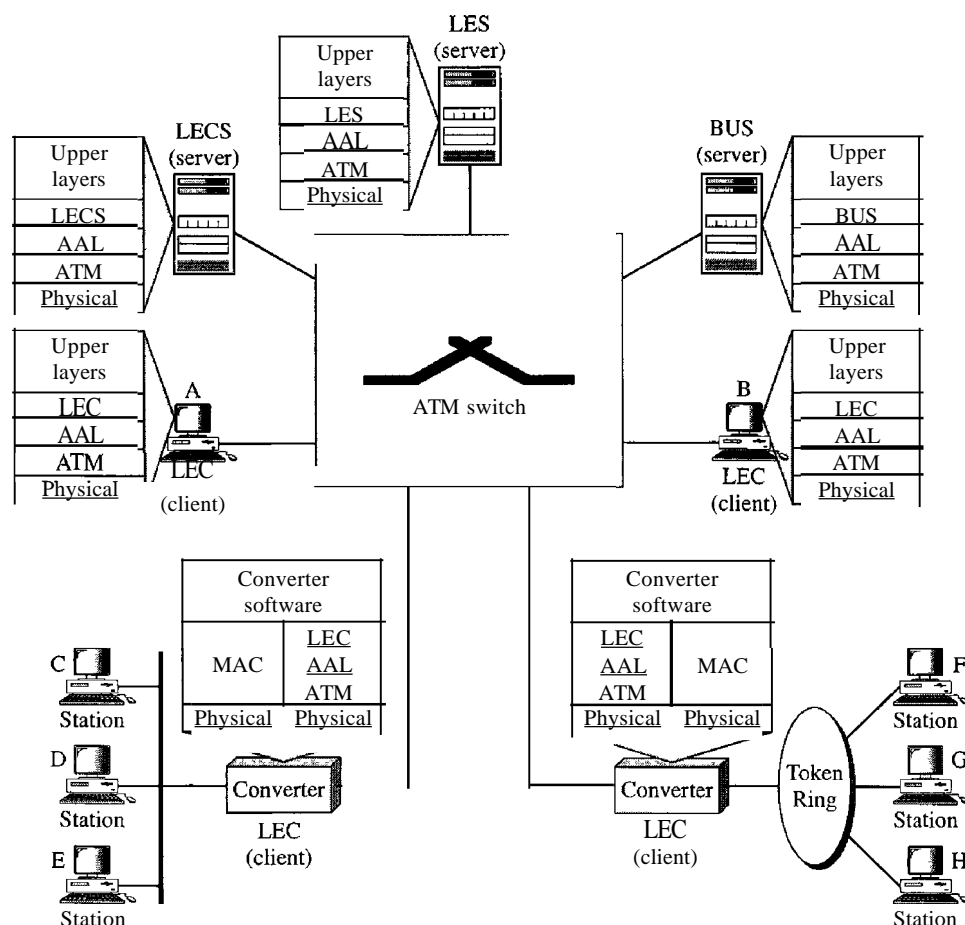 LES
(server)
Upper
layers
LES
AAL
ATM
Physical
LECS
(server)
Upper
layers
LECS
AAL
ATM
Physical
BUS
(server)
Upper
layers
BUS
AAL
ATM
Physical
Upper
layers
LEC
AAL
ATM
Physical
A
LEC
(client)
ATM switch
B
LEC
(client)
Upper
layers
LEC
AAL
ATM
Physical
Converter
software
MAC
LEC
AAL
ATM
Physical
Physical
Converter
LEC
(client)
C
Station
D
Station
E
Station
Converter
software
LEC
AAL
ATM
MAC
Physical
Physical
Converter
LEC
(client)
Token
Ring
F
Station
G
Station
H
Station